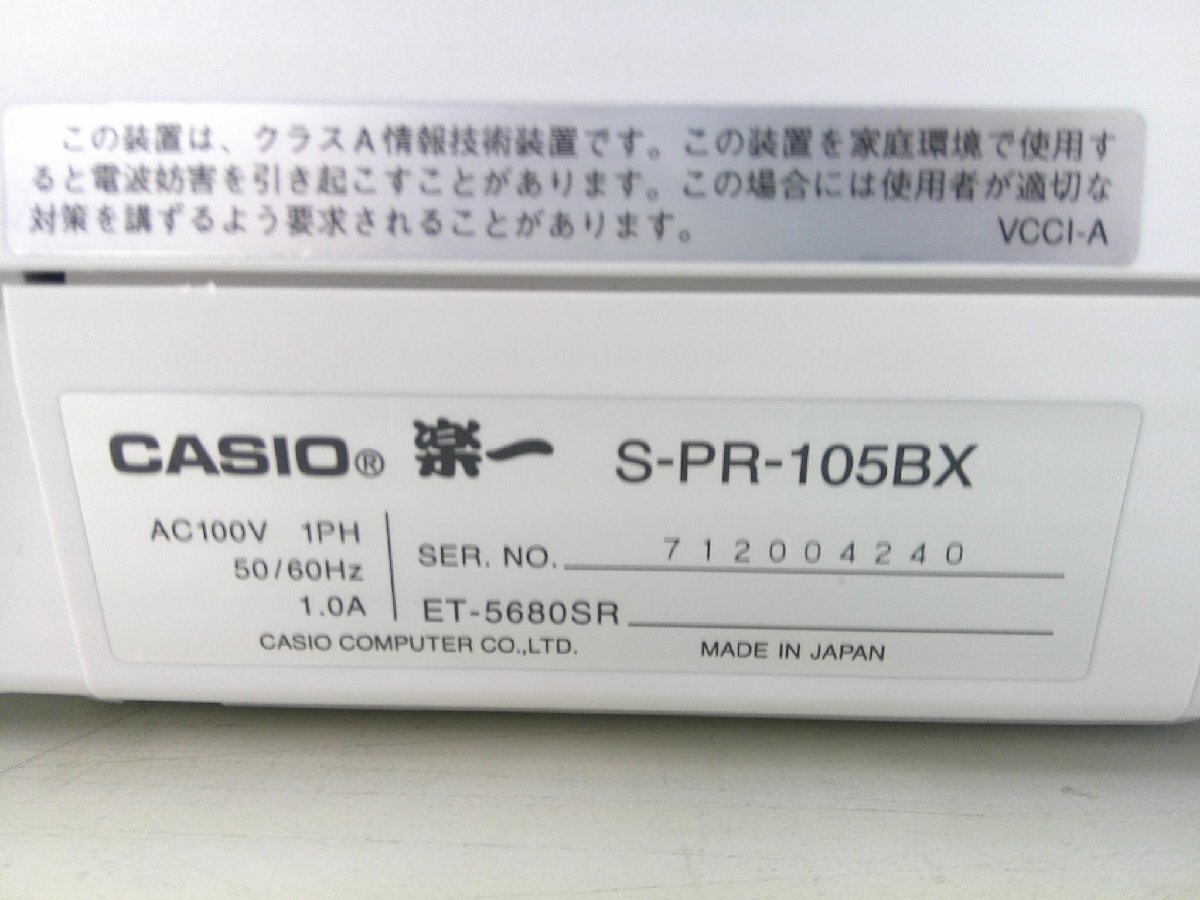 この装置は、クラスA情報技術装置です。この装置を家庭環境で使用す
ると電波妨害を引き起こすことがあります。この場合には使用者が適切な
対策を講ずるよう要求されることがあります。 VCCI-A
CASIO® 楽一 S-PR-105BX
AC100V 1PH
50/60Hz
1.0A
SER. NO. 712004240
ET-5680SR
CASIO COMPUTER CO.,LTD. MADE IN JAPAN